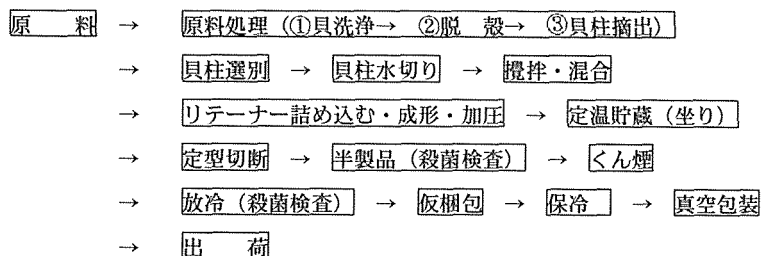 原　　料 → 原料処理（①貝洗浄→ ②脱　殻→ ③貝柱摘出）
→ 貝柱選別 → 貝柱水切り → 攪拌・混合
→ リテーナー詰め込む・成形・加圧 → 定温貯蔵（坐り）
→ 定型切断 → 半製品（殺菌検査） → くん煙
→ 放冷（殺菌検査） → 仮梱包 → 保冷 → 真空包装
→ 出　　荷